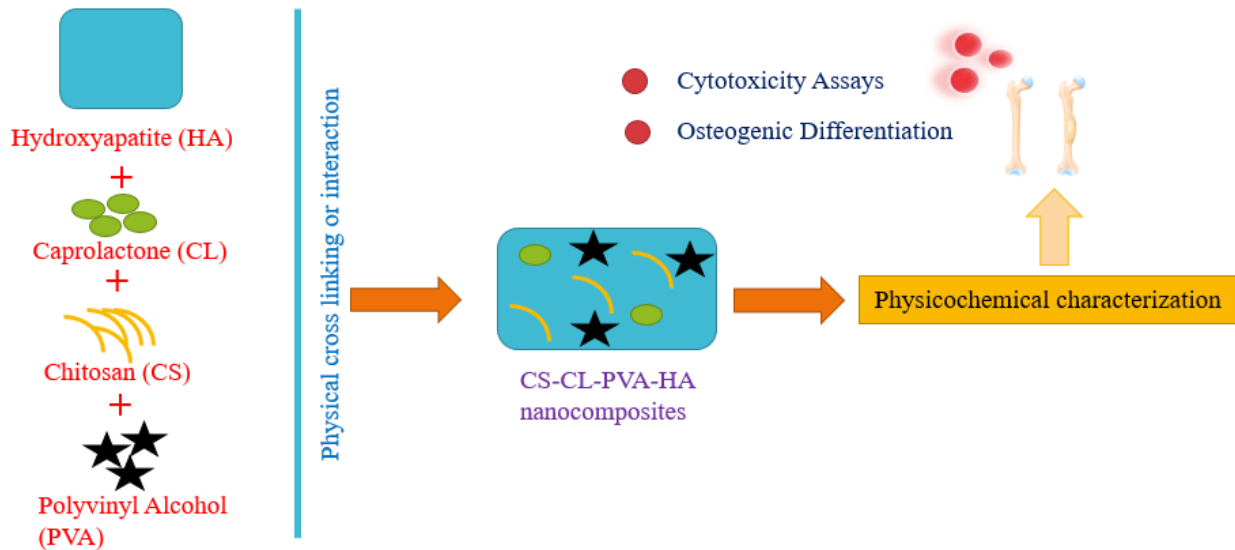 Hydroxyapatite (HA)
+
Caprolactone (CL)
+
Chitosan (CS)
+
Polyvinyl Alcohol
(PVA)
Physical cross linking or interaction
CS-CL-PVA-HA
nanocomposites
Cytotoxicity Assays
Osteogenic Differentiation
Physicochemical characterization